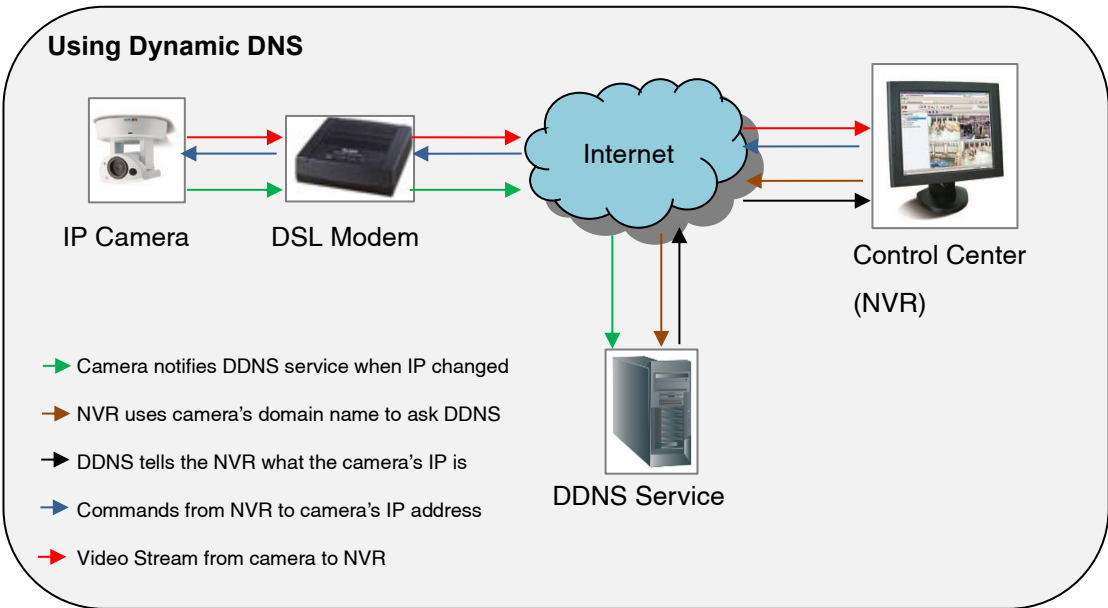 Using Dynamic DNS
Internet
IP Camera
DSL Modem
Control Center
(NVR)
Camera notifies DDNS service when IP changed
NVR uses camera’s domain name to ask DDNS
DDNS tells the NVR what the camera’s IP is
DDNS Service
Commands from NVR to camera’s IP address
Video Stream from camera to NVR